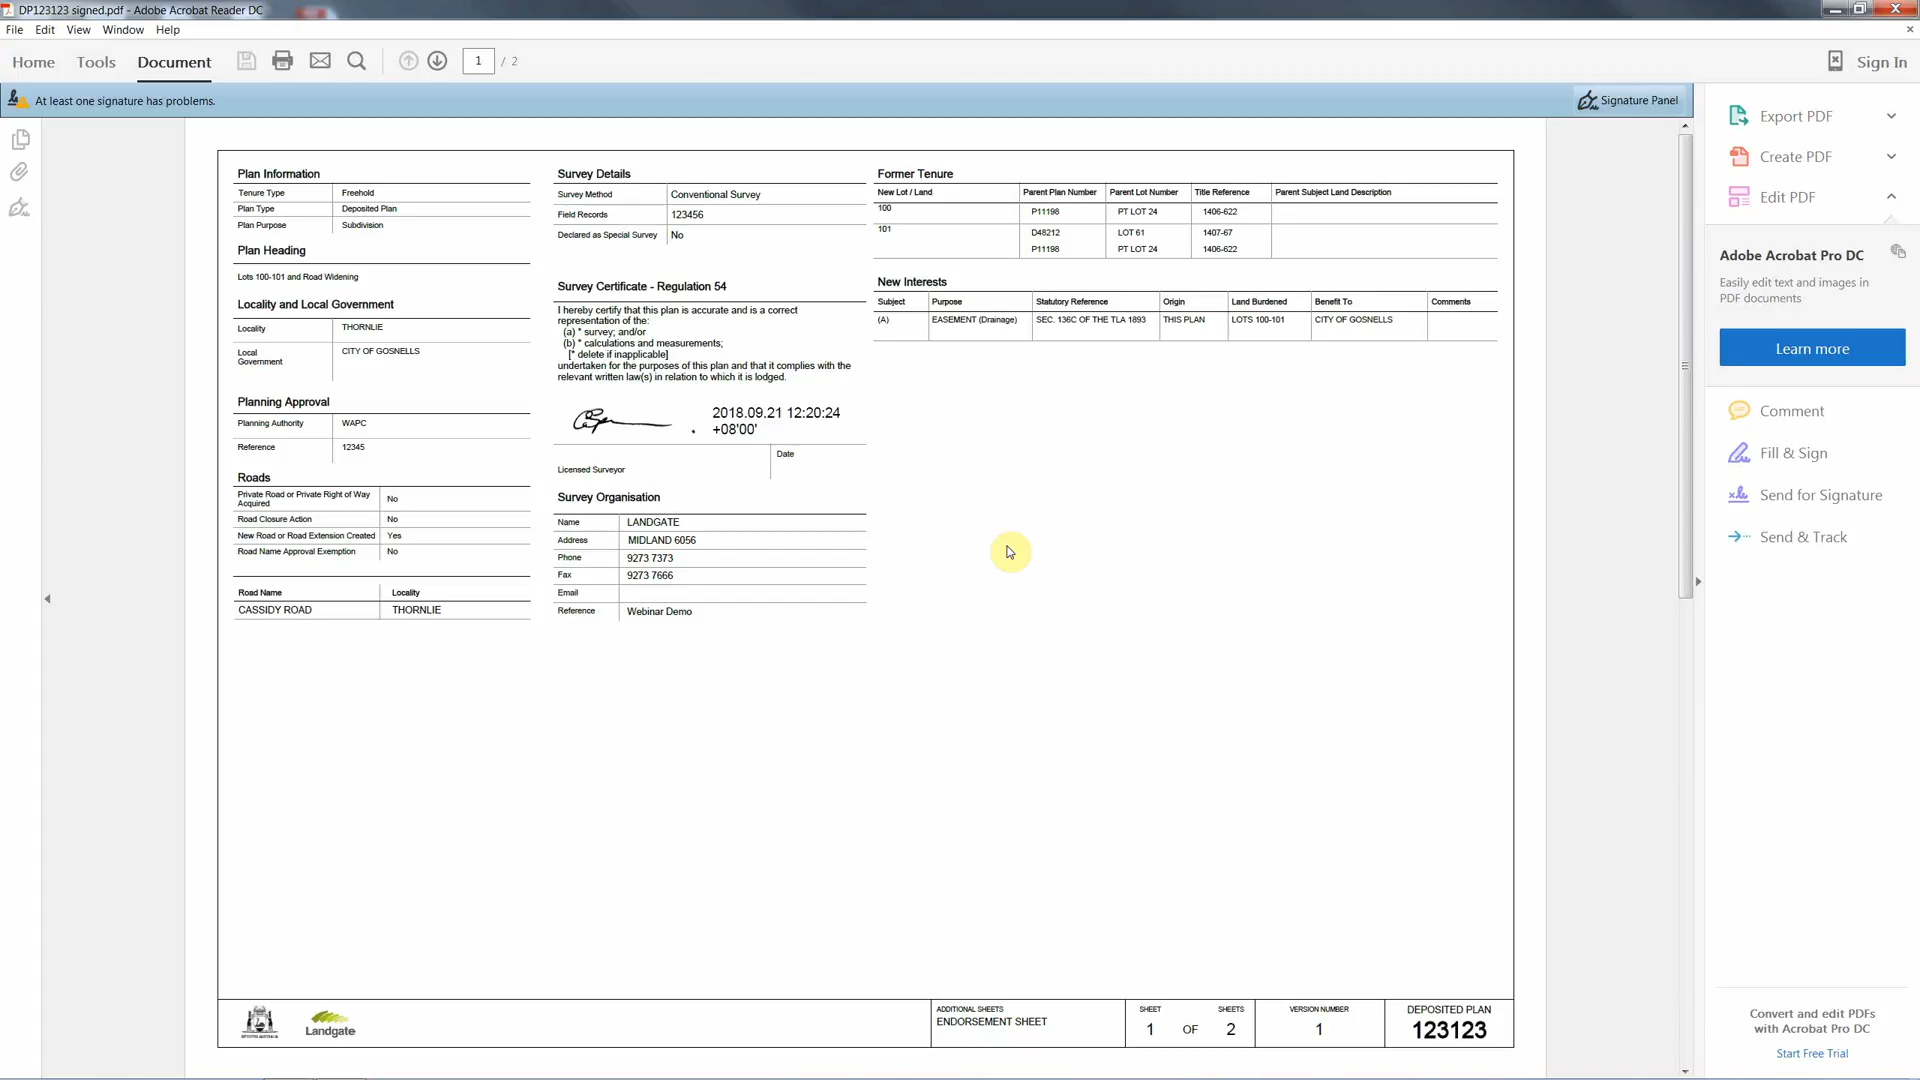 DP123123 signed.pdf - Adobe Acrobat Reader DC
File Edit View Window Help
Home Tools Document 1 / 2 Sign In
At least one signature has problems. Signature Panel
Plan Information
Tenure Type Freehold
Plan Type Deposited Plan
Plan Purpose Subdivision
Plan Heading
Lots 100-101 and Road Widening
Locality and Local Government
Locality THORNLIE
Local Government CITY OF GOSNELLS
Planning Approval
Planning Authority WAPC
Reference 12345
Roads
Private Road or Private Right of Way Acquired No
Road Closure Action No
New Road or Road Extension Created Yes
Road Name Approval Exemption No
Road Name Locality
CASSIDY ROAD THORNLIE
Survey Details
Survey Method Conventional Survey
Field Records 123456
Declared as Special Survey No
Survey Certificate - Regulation 54
I hereby certify that this plan is accurate and is a correct
representation of the:
(a) * survey; and/or
(b) * calculations and measurements;
[* delete if inapplicable]
undertaken for the purposes of this plan and that it complies with the
relevant written law(s) in relation to which it is lodged.
2018.09.21 12:20:24
+08'00'
Licensed Surveyor Date
Survey Organisation
Name LANDGATE
Address MIDLAND 6056
Phone 9273 7373
Fax 9273 7666
Email
Reference Webinar Demo
Former Tenure
New Lot / Land Parent Plan Number Parent Lot Number Title Reference Parent Subject Land Description
100 P11198 PT LOT 24 1406-622
101 D48212 LOT 61 1407-67
P11198 PT LOT 24 1406-622
New Interests
Subject Purpose Statutory Reference Origin Land Burdened Benefit To Comments
(A) EASEMENT (Drainage) SEC. 136C OF THE TLA 1893 THIS PLAN LOTS 100-101 CITY OF GOSNELLS
Landgate
ADDITIONAL SHEETS
ENDORSEMENT SHEET
SHEET SHEETS
1 OF 2
VERSION NUMBER
1
DEPOSITED PLAN
123123
Export PDF
Create PDF
Edit PDF
Adobe Acrobat Pro DC
Easily edit text and images in
PDF documents
Learn more
Comment
Fill & Sign
Send for Signature
Send & Track
Convert and edit PDFs
with Acrobat Pro DC
Start Free Trial